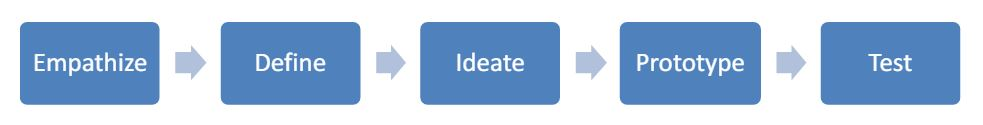 Empathize
Define
Ideate
Prototype
Test